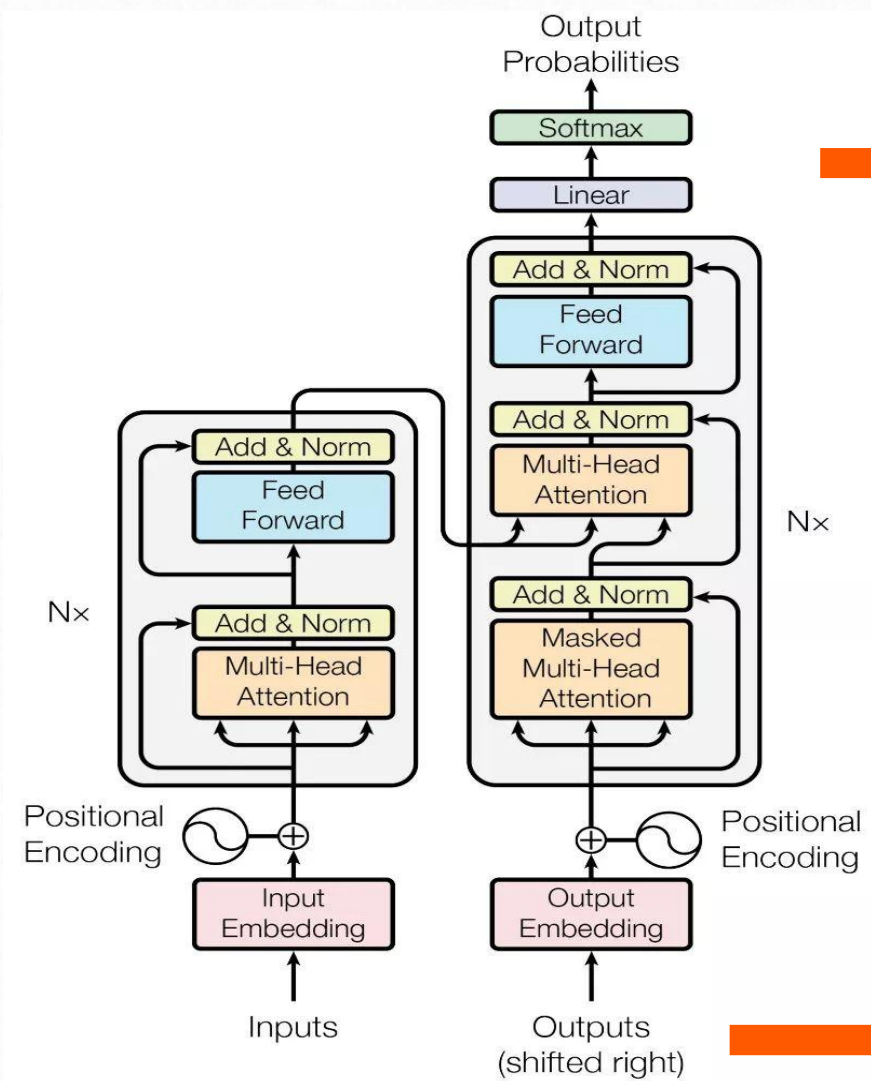 Output
Probabilities
Softmax
Linear
Add & Norm
Feed
Forward
Add & Norm
Multi-Head
Attention
Nx
Add & Norm
Masked
Multi-Head
Attention
Add & Norm
Feed
Forward
Nx
Add & Norm
Multi-Head
Attention
Positional
Encoding
Positional
Encoding
Input
Embedding
Output
Embedding
Inputs
Outputs
(shifted right)